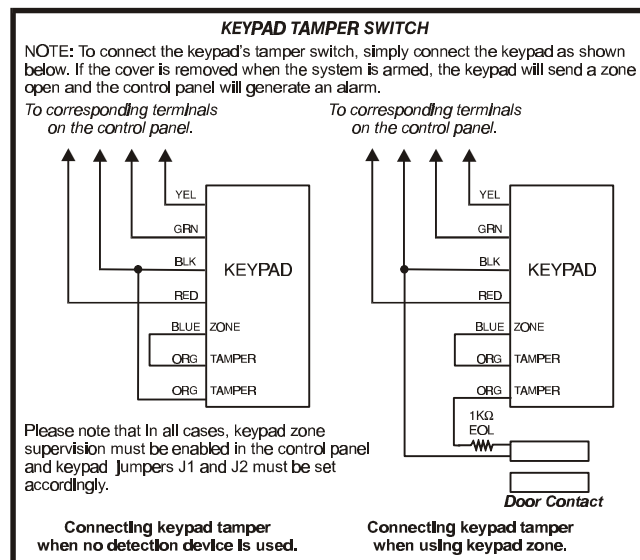 KEYPAD TAMPER SWITCH
NOTE: To connect the keypad's tamper switch, simply connect the keypad as shown
below. If the cover is removed when the system is armed, the keypad will send a zone
open and the control panel will generate an alarm.
To corresponding terminals
on the control panel.
YEL
GRN
BLK
KEYPAD
RED
BLUE ZONE
ORG TAMPER
ORG TAMPER
Please note that in all cases, keypad zone
supervision must be enabled in the control panel
and keypad jumpers J1 and J2 must be set
accordingly.
Connecting keypad tamper
when no detection device is used.
To corresponding terminals
on the control panel.
YEL
GRN
BLK
KEYPAD
RED
BLUE ZONE
ORG TAMPER
ORG TAMPER
1KΩ
EOL
Door Contact
Connecting keypad tamper
when using keypad zone.